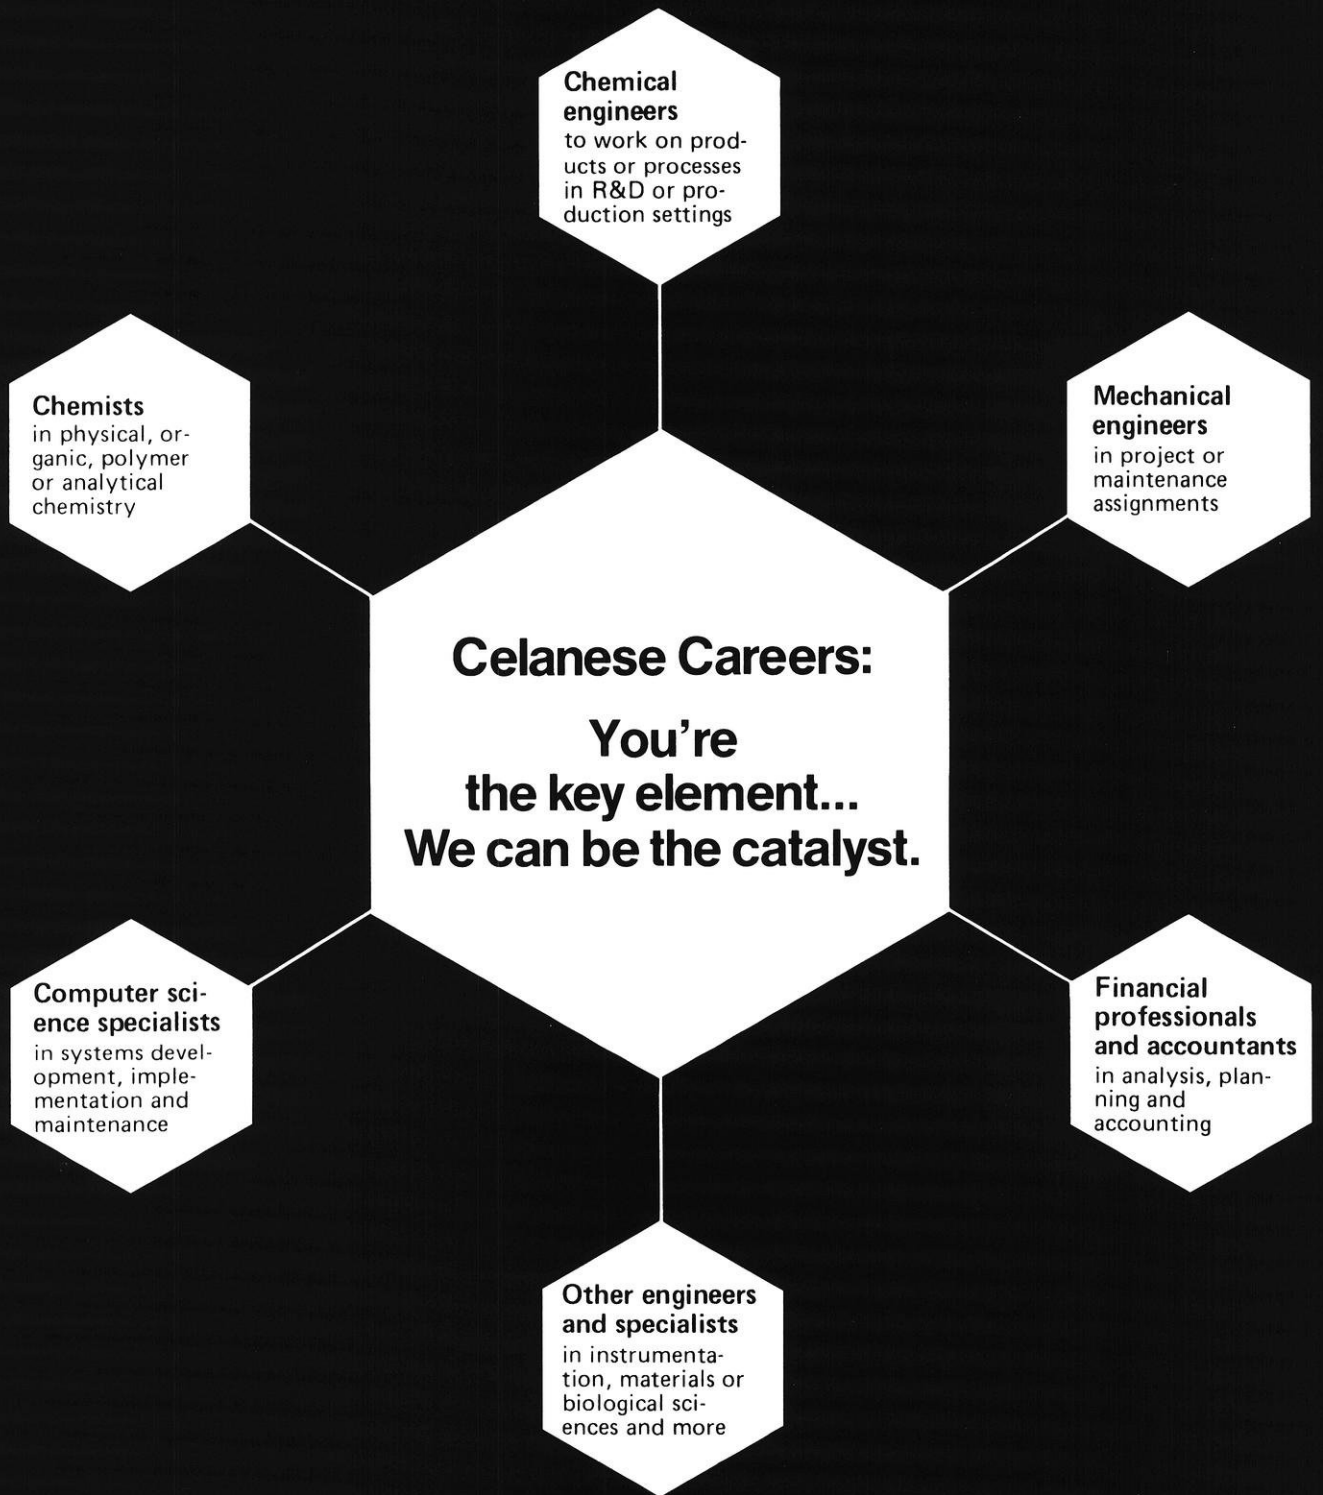 Chemical
engineers
to work on prod-
ucts or processes
in R&D or pro-
duction settings
Chemists
in physical, or-
ganic, polymer
or analytical
chemistry
Mechanical
engineers
in project or
maintenance
assignments
Celanese Careers:
You're
the key element...
We can be the catalyst.
Computer sci-
ence specialists
in systems devel-
opment, imple-
mentation and
maintenance
Financial
professionals
and accountants
in analysis, plan-
ning and
accounting
Other engineers
and specialists
in instrumenta-
tion, materials or
biological sci-
ences and more